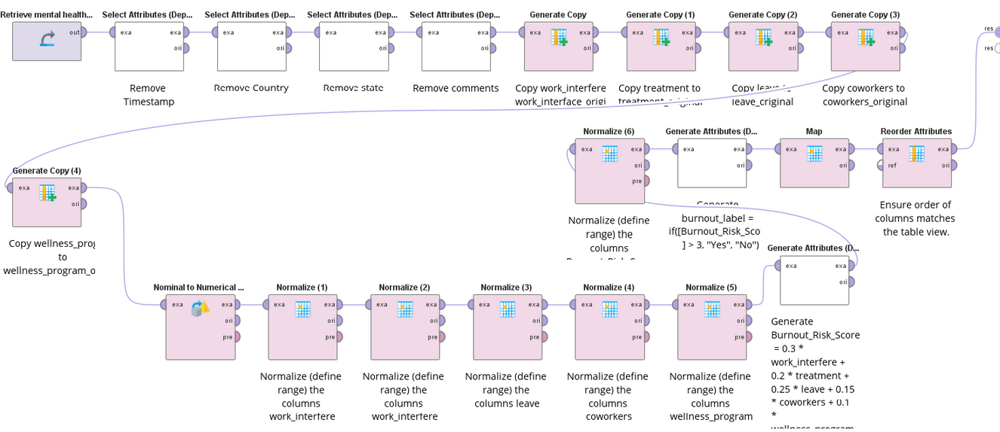 Retrieve mental health...
out
Select Attributes (Dep...
exa exa
ori
Remove
Timestamp
Select Attributes (Dep...
exa exa
ori
Remove Country
Select Attributes (Dep...
exa exa
ori
Remove state
Select Attributes (Dep...
exa exa
ori
Remove comments
Generate Copy
exa exa
ori
Copy work_interfere
work_interface_origi
Generate Copy (1)
exa exa
ori
Copy treatment to
treatment_original
Generate Copy (2)
exa exa
ori
Copy leave to
leave_original
Generate Copy (3)
exa exa
ori
Copy coworkers to
coworkers_original
res
res
Normalize (6)
exa exa
ori
pre
Normalize (define
range) the
columns
Generate Attributes (D...
exa exa
ori
Generate
burnout_label =
if([Burnout_Risk_Sco
] > 3, "Yes", "No")
Map
exa exa
ori
Reorder Attributes
exa exa
ref ori
Ensure order of
columns matches
the table view.
Generate Copy (4)
exa exa
ori
Copy wellness_prog
to
wellness_program_o
Nominal to Numerical ...
exa exa
ori
pre
Normalize (1)
exa exa
ori
pre
Normalize (define
range) the
columns
work_interfere
Normalize (2)
exa exa
ori
pre
Normalize (define
range) the
columns
work_interfere
Normalize (3)
exa exa
ori
pre
Normalize (define
range) the
columns leave
Normalize (4)
exa exa
ori
pre
Normalize (define
range) the
columns
coworkers
Normalize (5)
exa exa
ori
pre
Normalize (define
range) the
columns
wellness_program
Generate Attributes (D...
exa exa
ori
Generate
Burnout_Risk_Score
= 0.3 *
work_interfere +
0.2 * treatment +
0.25 * leave + 0.15
* coworkers + 0.1
*
wellness_program